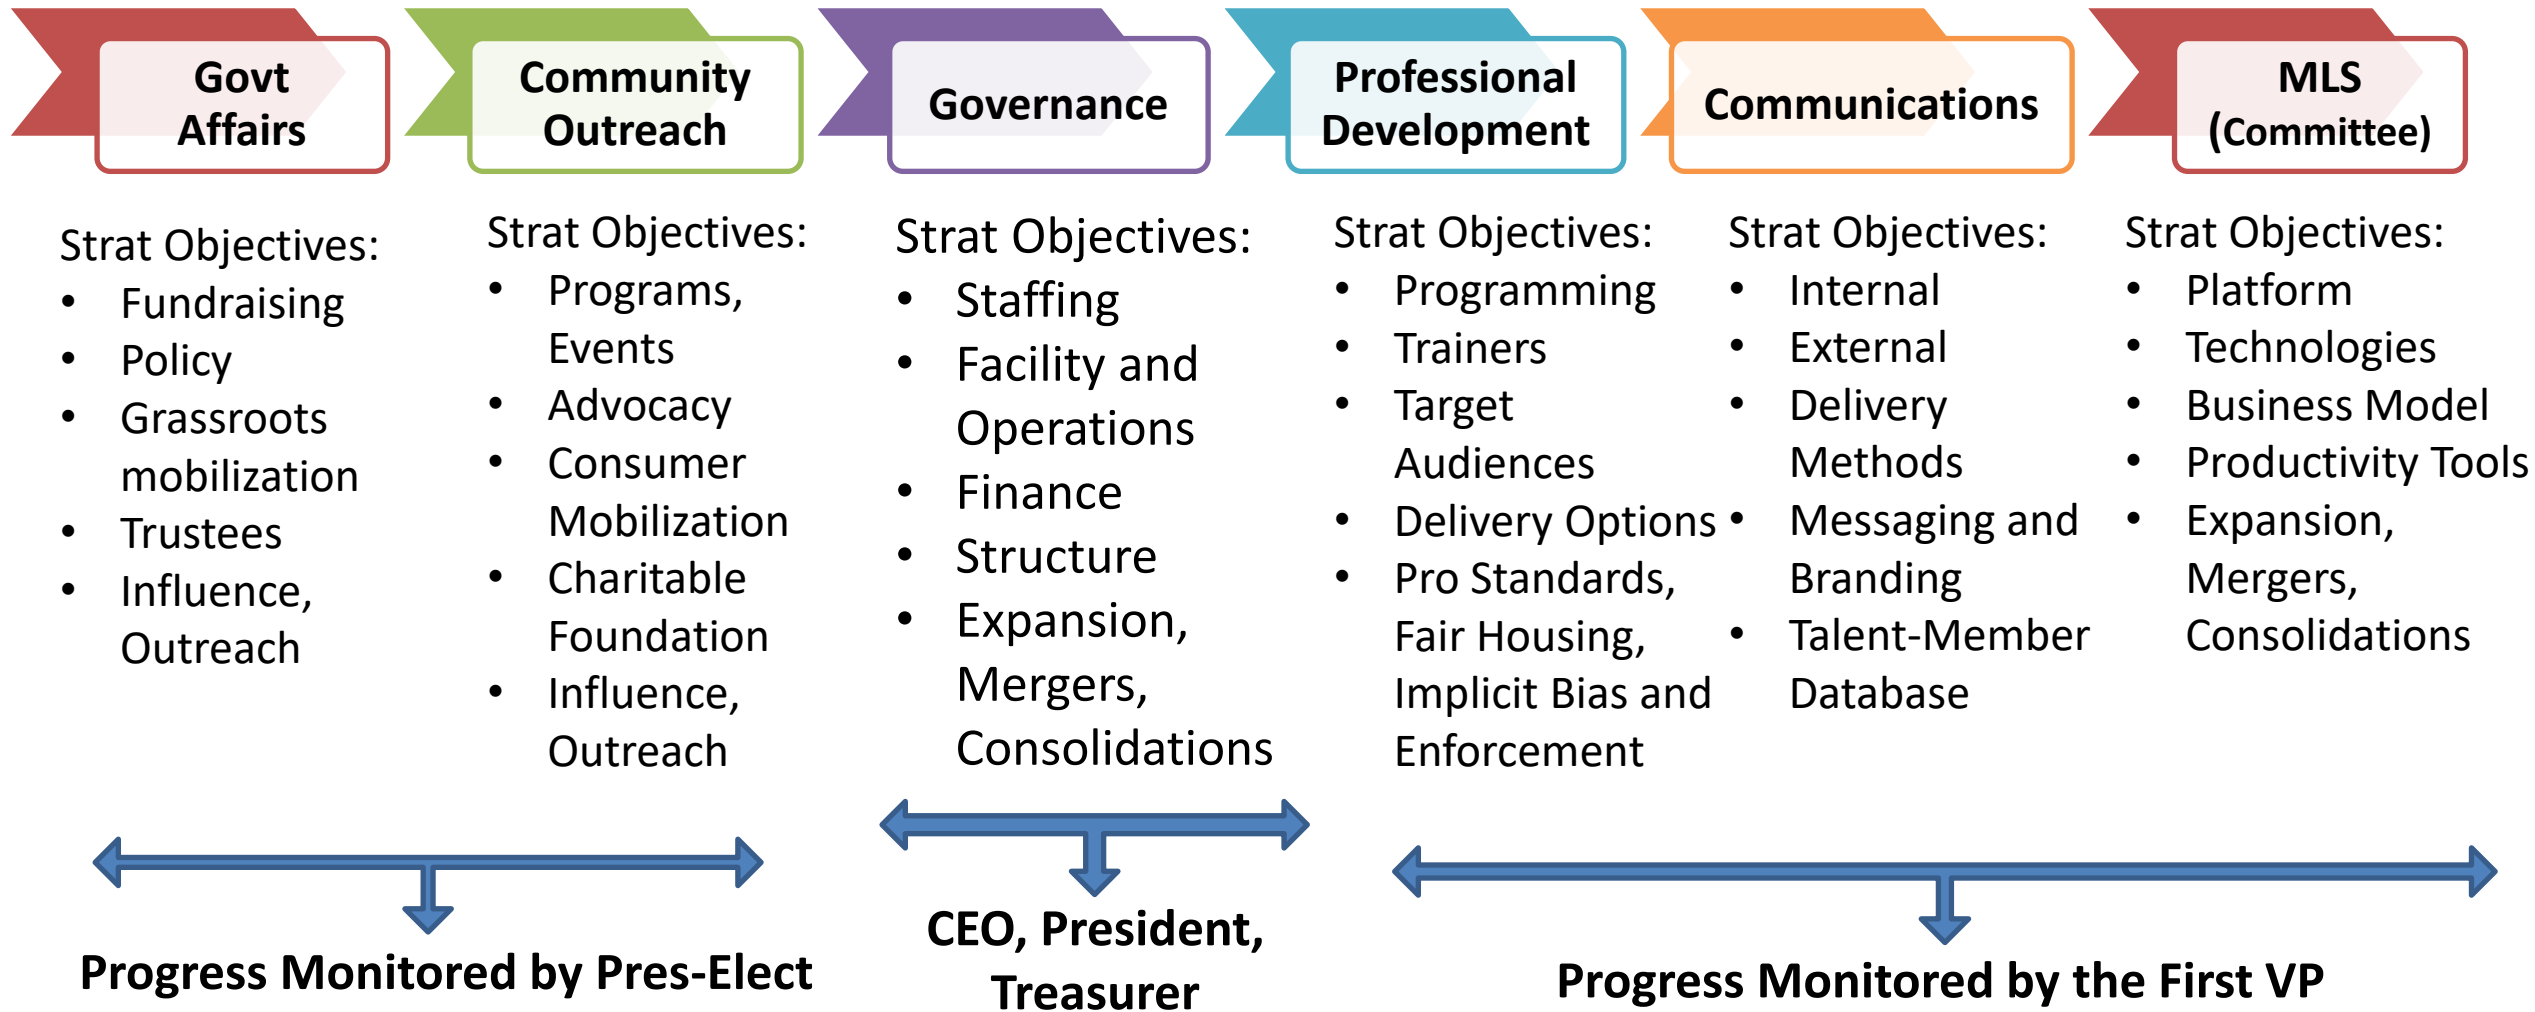 Govt
Affairs
Community
Outreach
Governance
Professional
Development
Communications
MLS
(Committee)
Strat Objectives:
• Fundraising
• Policy
• Grassroots
mobilization
• Trustees
• Influence,
Outreach
Strat Objectives:
• Programs,
Events
• Advocacy
• Consumer
Mobilization
• Charitable
Foundation
• Influence,
Outreach
Strat Objectives:
• Staffing
• Facility and
Operations
• Finance
• Structure
• Expansion,
Mergers,
Consolidations
Strat Objectives:
• Programming
• Trainers
• Target
Audiences
• Delivery Options
• Pro Standards,
Fair Housing,
Implicit Bias and
Enforcement
Strat Objectives:
• Internal
• External
• Delivery
Methods
• Messaging and
Branding
• Talent-Member
Database
Strat Objectives:
• Platform
• Technologies
• Business Model
• Productivity Tools
• Expansion,
Mergers,
Consolidations
Progress Monitored by Pres-Elect
CEO, President,
Treasurer
Progress Monitored by the First VP